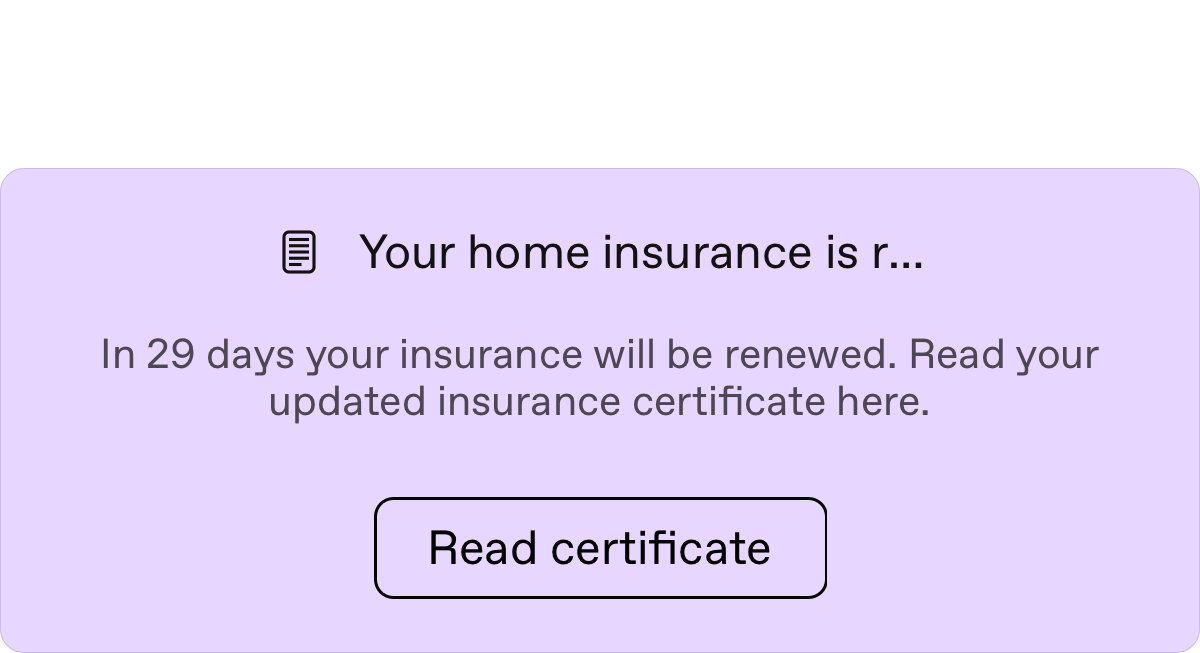 Your home insurance is r...
In 29 days your insurance will be renewed. Read your
updated insurance certificate here.
Read certificate